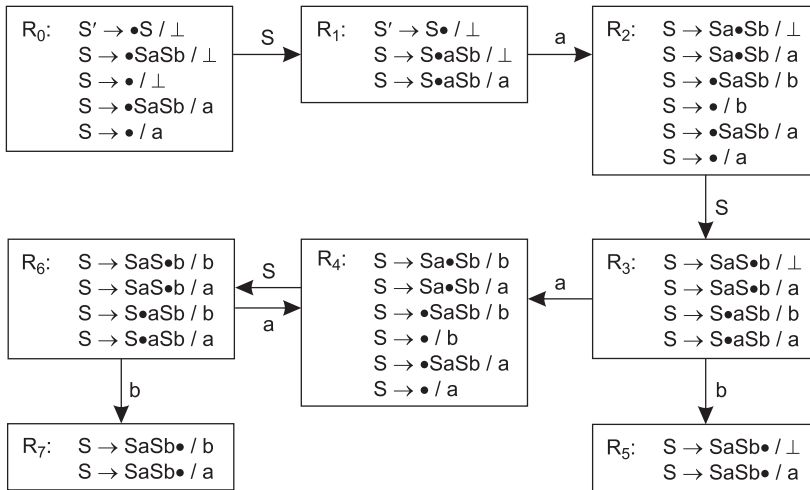 R₀: S′ → •S / ⊥
S → •SaSb / ⊥
S → • / ⊥
S → •SaSb / a
S → • / a
S
R₁: S′ → S• / ⊥
S → S•aSb / ⊥
S → S•aSb / a
a
R₂: S → Sa•Sb / ⊥
S → Sa•Sb / a
S → •SaSb / b
S → • / b
S → •SaSb / a
S → • / a
S
R₆: S → SaS•b / b
S → SaS•b / a
S → S•aSb / b
S → S•aSb / a
S
a
R₄: S → Sa•Sb / b
S → Sa•Sb / a
S → •SaSb / b
S → • / b
S → •SaSb / a
S → • / a
a
R₃: S → SaS•b / ⊥
S → SaS•b / a
S → S•aSb / b
S → S•aSb / a
b
b
R₇: S → SaSb• / b
S → SaSb• / a
R₅: S → SaSb• / ⊥
S → SaSb• / a